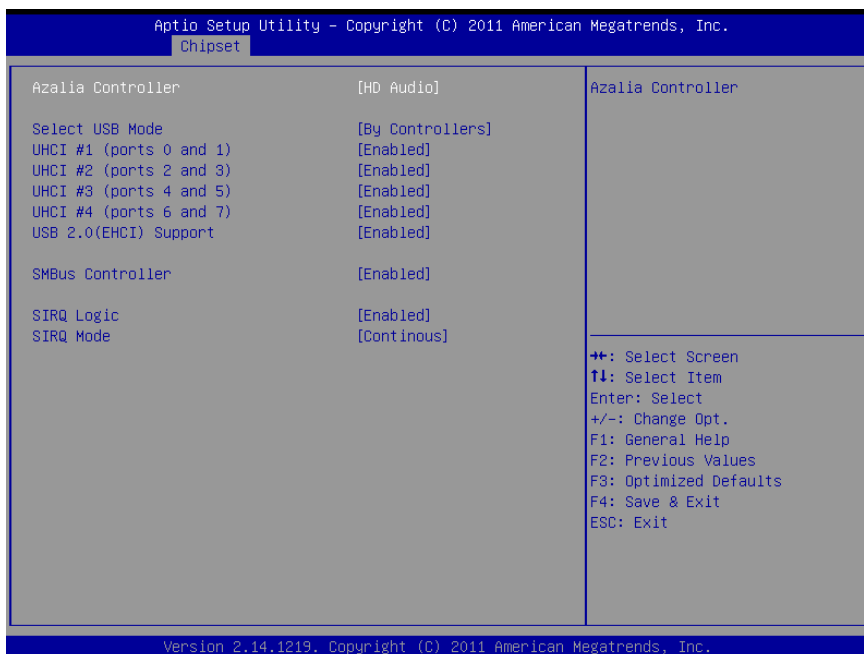 Aptio Setup Utility – Copyright (C) 2011 American Megatrends, Inc.
Chipset
Azalia Controller [HD Audio]
Select USB Mode [By Controllers]
UHCI #1 (ports 0 and 1) [Enabled]
UHCI #2 (ports 2 and 3) [Enabled]
UHCI #3 (ports 4 and 5) [Enabled]
UHCI #4 (ports 6 and 7) [Enabled]
USB 2.0(EHCI) Support [Enabled]
SMBus Controller [Enabled]
SIRQ Logic [Enabled]
SIRQ Mode [Continous]
Azalia Controller
→←: Select Screen
↑↓: Select Item
Enter: Select
+/-: Change Opt.
F1: General Help
F2: Previous Values
F3: Optimized Defaults
F4: Save & Exit
ESC: Exit
Version 2.14.1219. Copyright (C) 2011 American Megatrends, Inc.